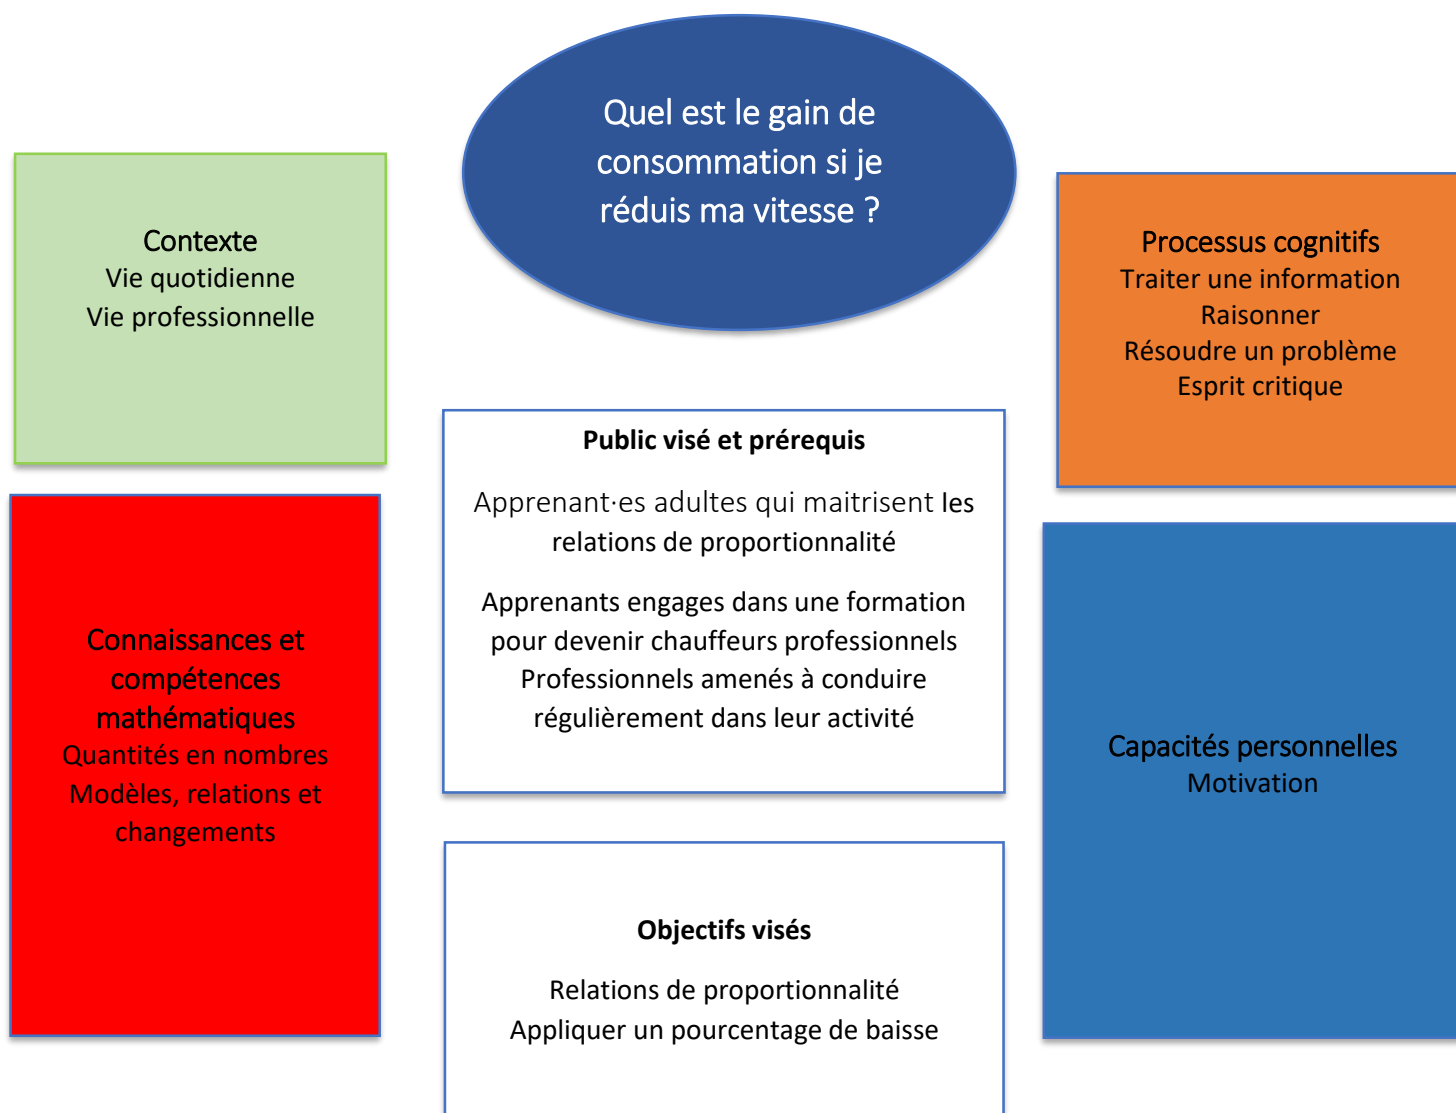 Quel est le gain de
consommation si je
réduis ma vitesse ?
Contexte
Vie quotidienne
Vie professionnelle
Processus cognitifs
Traiter une information
Raisonner
Résoudre un problème
Esprit critique
Public visé et prérequis
Apprenant·es adultes qui maitrisent les
relations de proportionnalité
Apprenants engages dans une formation
pour devenir chauffeurs professionnels
Professionnels amenés à conduire
régulièrement dans leur activité
Connaissances et
compétences
mathématiques
Quantités en nombres
Modèles, relations et
changements
Capacités personnelles
Motivation
Objectifs visés
Relations de proportionnalité
Appliquer un pourcentage de baisse